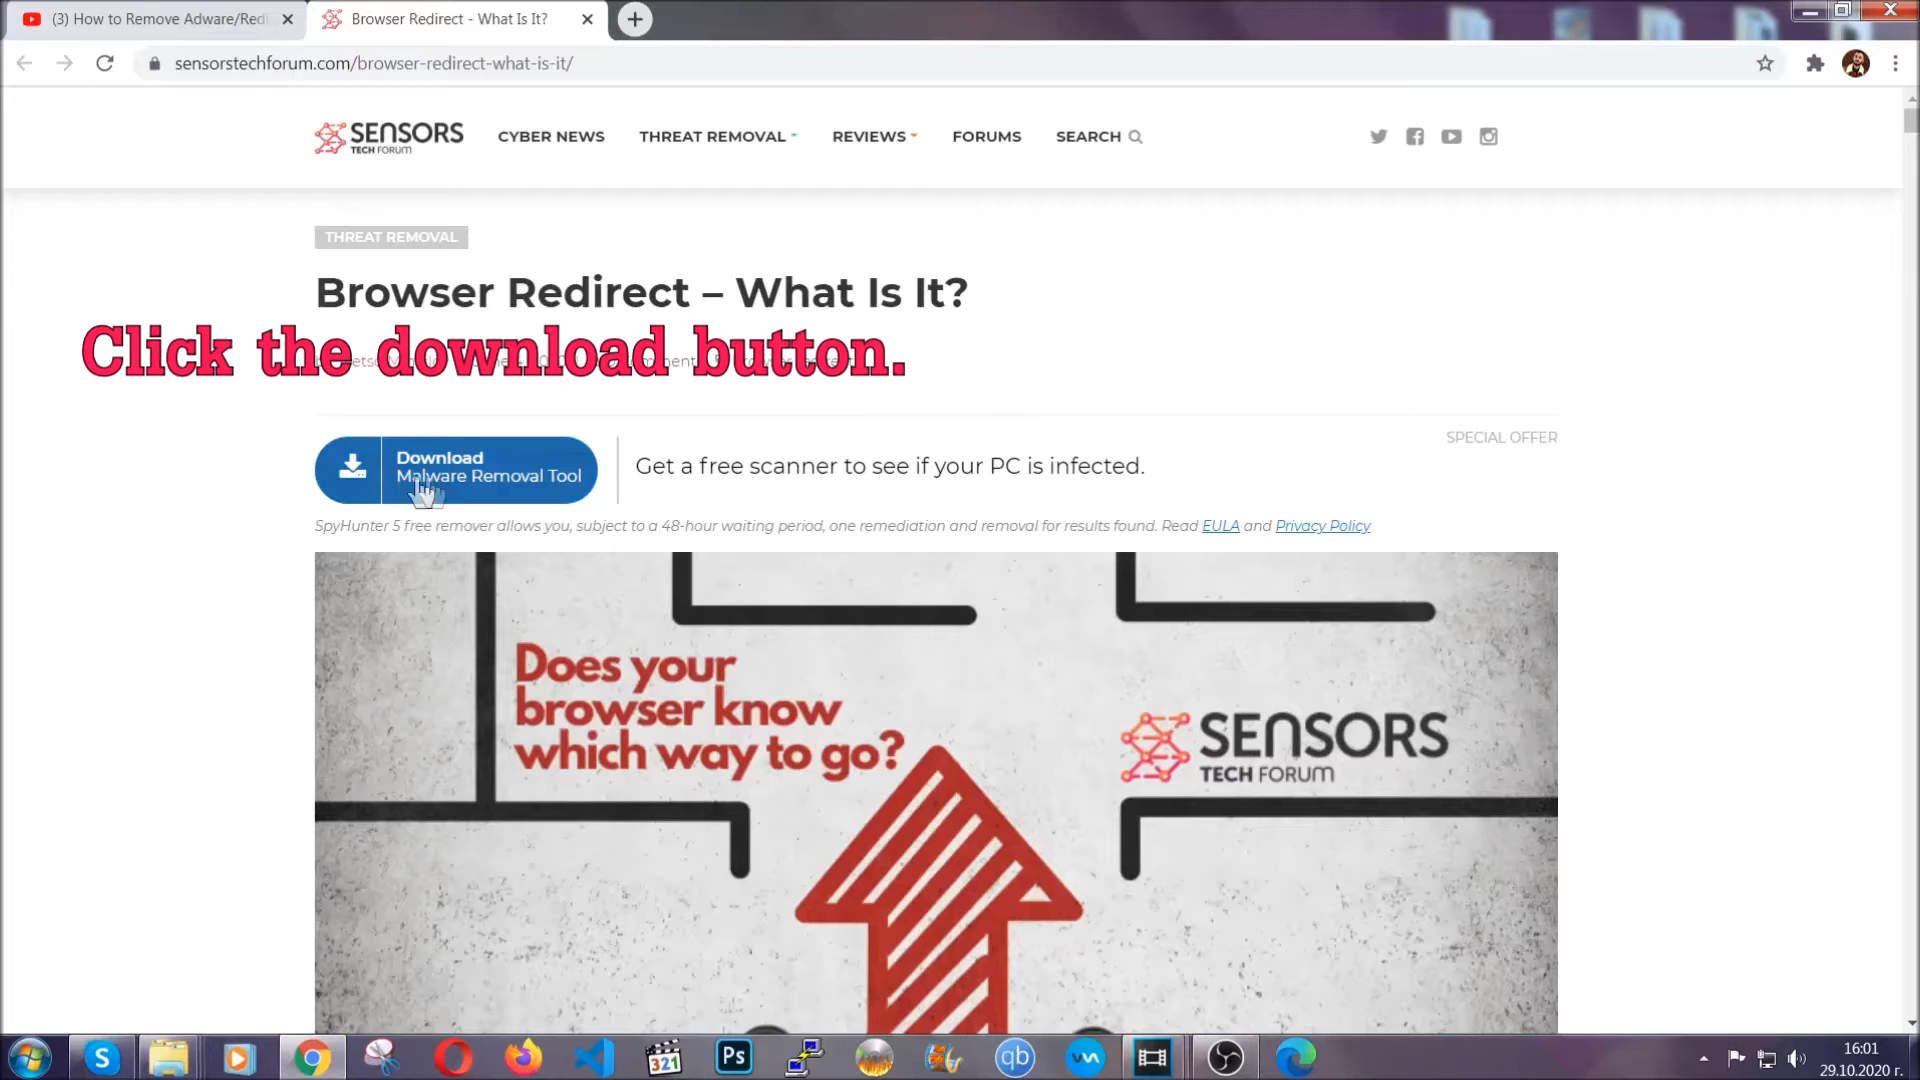 (3) How to Remove Adware/Redi
Browser Redirect - What Is It?
sensorstechforum.com/browser-redirect-what-is-it/
SENSORS
TECH FORUM
CYBER NEWS
THREAT REMOVAL
REVIEWS
FORUMS
SEARCH
THREAT REMOVAL
Browser Redirect – What Is It?
Click the download button.
SPECIAL OFFER
Download
Malware Removal Tool
Get a free scanner to see if your PC is infected.
SpyHunter 5 free remover allows you, subject to a 48-hour waiting period, one remediation and removal for results found. Read EULA and Privacy Policy
Does your
browser know
which way to go?
SENSORS
TECH FORUM
S
321
Ps
qb
16:01
29.10.2020 г.